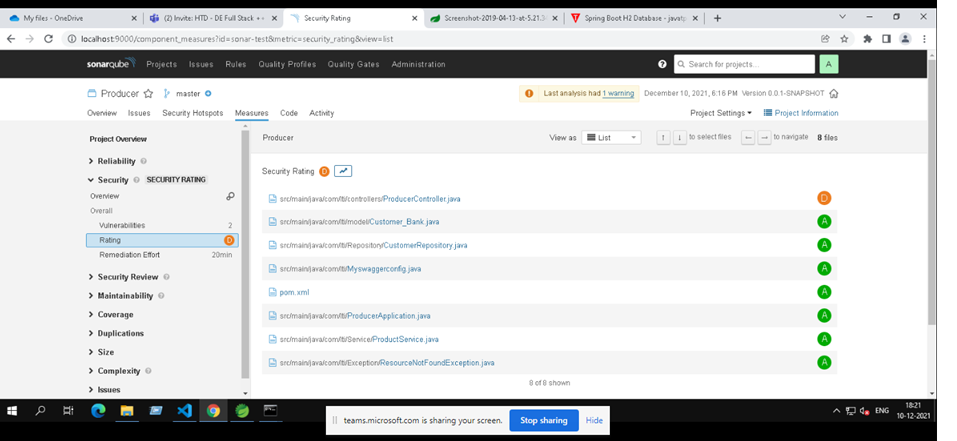 My files - OneDrive
(2) Invite: HTD - DE Full Stack ++
Security Rating
Screenshot-2019-04-13-at-5.21.3
Spring Boot H2 Database - javatp
localhost:9000/component_measures?id=sonar-test&metric=security_rating&view=list
sonarqube Projects Issues Rules Quality Profiles Quality Gates Administration
Search for projects...
A
Producer master
Last analysis had 1 warning December 10, 2021, 6:16 PM Version 0.0.1-SNAPSHOT
Overview Issues Security Hotspots Measures Code Activity
Project Settings Project Information
Project Overview
Reliability
Security SECURITY RATING
Overview
Overall
Vulnerabilities 2
Rating D
Remediation Effort 20min
Security Review
Maintainability
Coverage
Duplications
Size
Complexity
Issues
Producer
View as List to select files to navigate 8 files
Security Rating D
src/main/java/com/lti/controllers/ProducerController.java D
src/main/java/com/lti/model/Customer_Bank.java A
src/main/java/com/lti/Repository/CustomerRepository.java A
src/main/java/com/lti/Myswaggerconfig.java A
pom.xml A
src/main/java/com/lti/ProducerApplication.java A
src/main/java/com/lti/Service/ProductService.java A
src/main/java/com/lti/Exception/ResourceNotFoundException.java A
8 of 8 shown
teams.microsoft.com is sharing your screen. Stop sharing Hide
ENG
18:21
10-12-2021